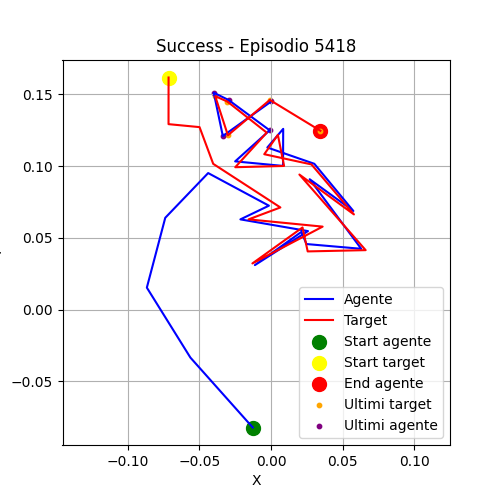 Success - Episodio 5418
0.15
0.10
0.05
0.00
−0.05
−0.10
−0.05
0.00
0.05
0.10
X
Agente
Target
Start agente
Start target
End agente
Ultimi target
Ultimi agente